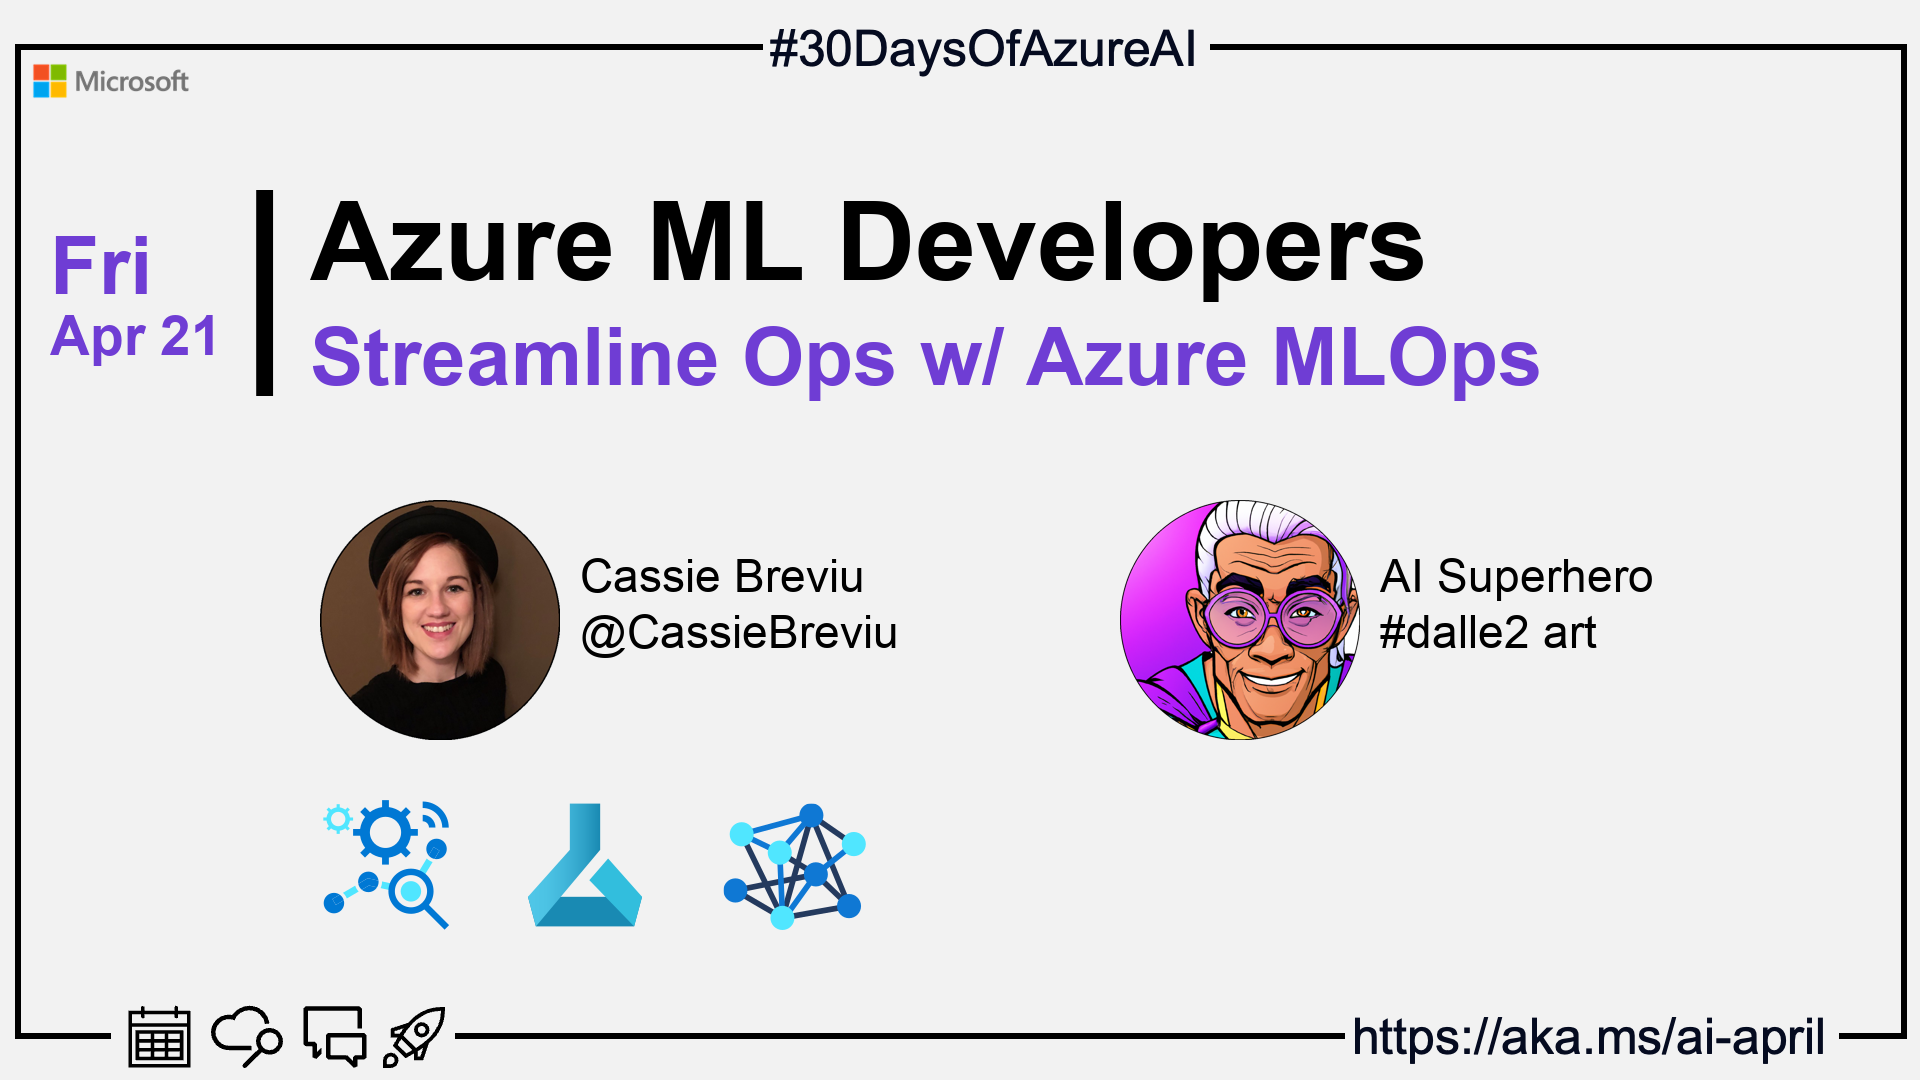 #30DaysOfAzureAI
Microsoft
Fri
Apr 21
Azure ML Developers
Streamline Ops w/ Azure MLOps
Cassie Breviu
@CassieBreviu
AI Superhero
#dalle2 art
https://aka.ms/ai-april